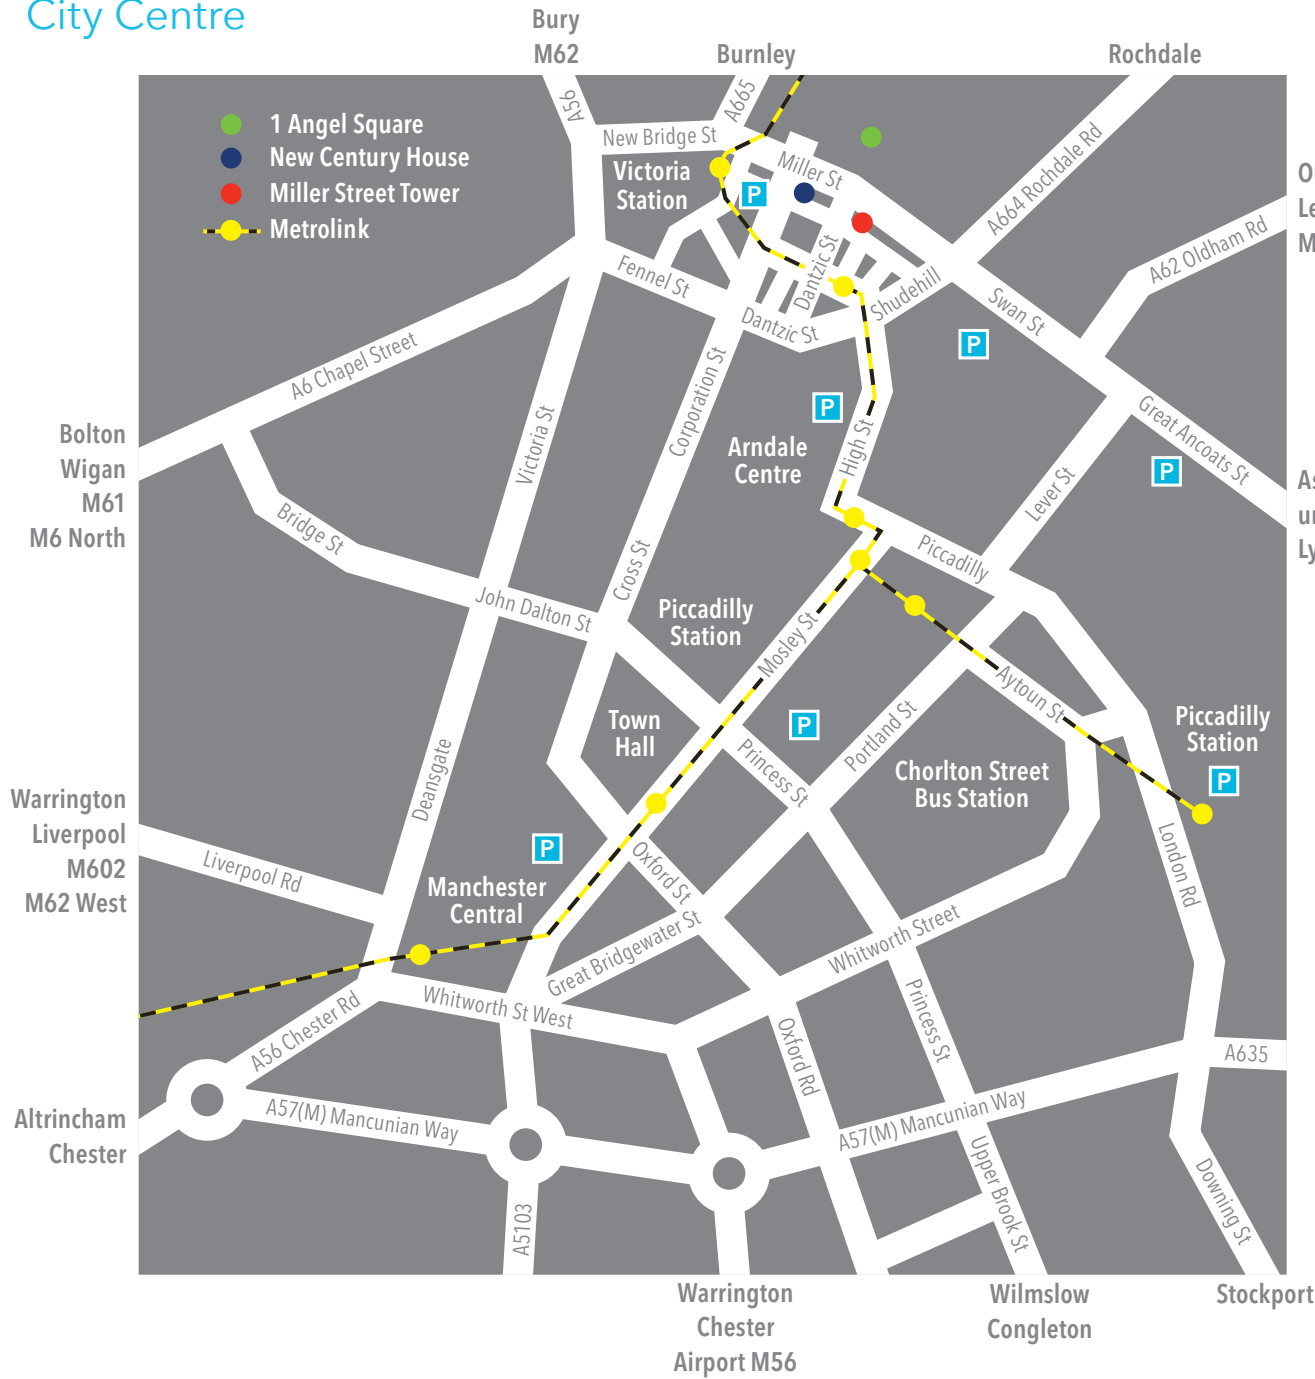 City Centre
Bury
M62
Burnley
Rochdale
A56
A665
1 Angel Square
New Century House
Miller Street Tower
Metrolink
New Bridge St
Victoria
Station
P
Miller St
A664 Rochdale Rd
A62 Oldham Rd
Fennel St
Dantzic St
Dantzic St
Shudehill
Swan St
P
A6 Chapel Street
Corporation St
P
Victoria St
Arndale
Centre
High St
Great Ancoats St
P
Lever St
Bolton
Wigan
M61
M6 North
Bridge St
Cross St
Piccadilly
John Dalton St
Piccadilly
Station
Mosley St
Aytoun St
Town
Hall
P
Portland St
Piccadilly
Station
P
Princess St
Chorlton Street
Bus Station
Deansgate
Warrington
Liverpool
M602
M62 West
Liverpool Rd
P
Oxford St
London Rd
Manchester
Central
Great Bridgewater St
Whitworth Street
Whitworth St West
A56 Chester Rd
Oxford Rd
Princess St
A635
A57(M) Mancunian Way
A57(M) Mancunian Way
Altrincham
Chester
Upper Brook St
Downing St
A5103
Warrington
Chester
Airport M56
Wilmslow
Congleton
Stockport